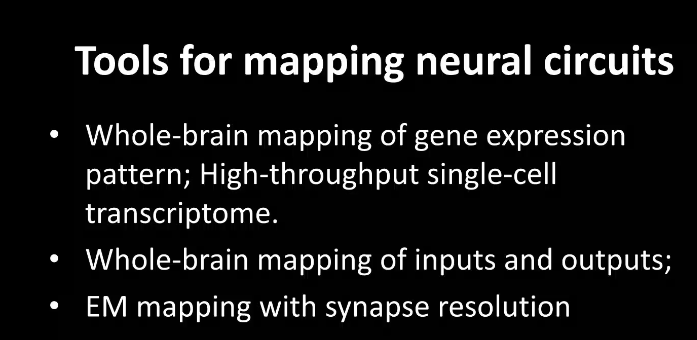 Tools for mapping neural circuits
• Whole-brain mapping of gene expression
pattern; High-throughput single-cell
transcriptome.
• Whole-brain mapping of inputs and outputs;
• EM mapping with synapse resolution